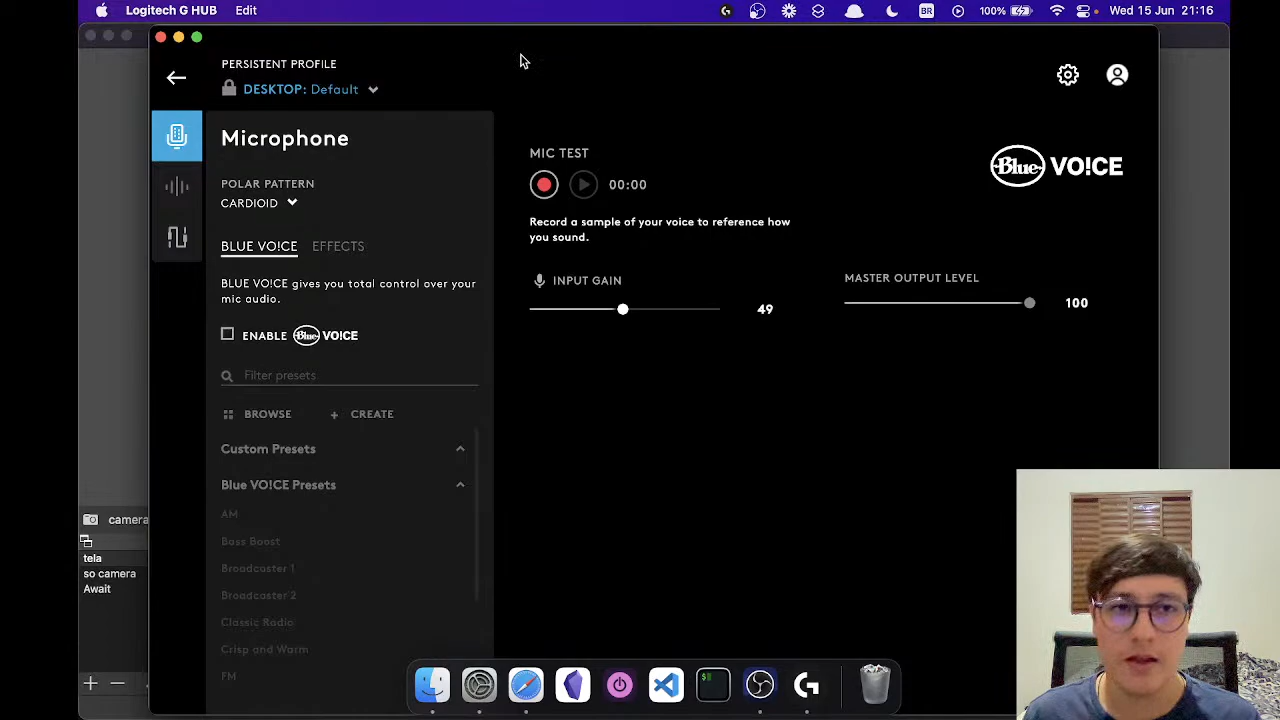 Logitech G HUB Edit BR 100% Wed 15 Jun 21:16
PERSISTENT PROFILE
DESKTOP: Default
Microphone
POLAR PATTERN
CARDIOID
BLUE VO!CE EFFECTS
BLUE VO!CE gives you total control over your
mic audio.
ENABLE Blue VO!CE
Filter presets
BROWSE + CREATE
Custom Presets
Blue VO!CE Presets
AM
Bass Boost
Broadcaster 1
Broadcaster 2
Classic Radio
Crisp and Warm
FM
MIC TEST
00:00
Record a sample of your voice to reference how
you sound.
INPUT GAIN
49
MASTER OUTPUT LEVEL
100
Blue VO!CE
camera
tela
so camera
Await